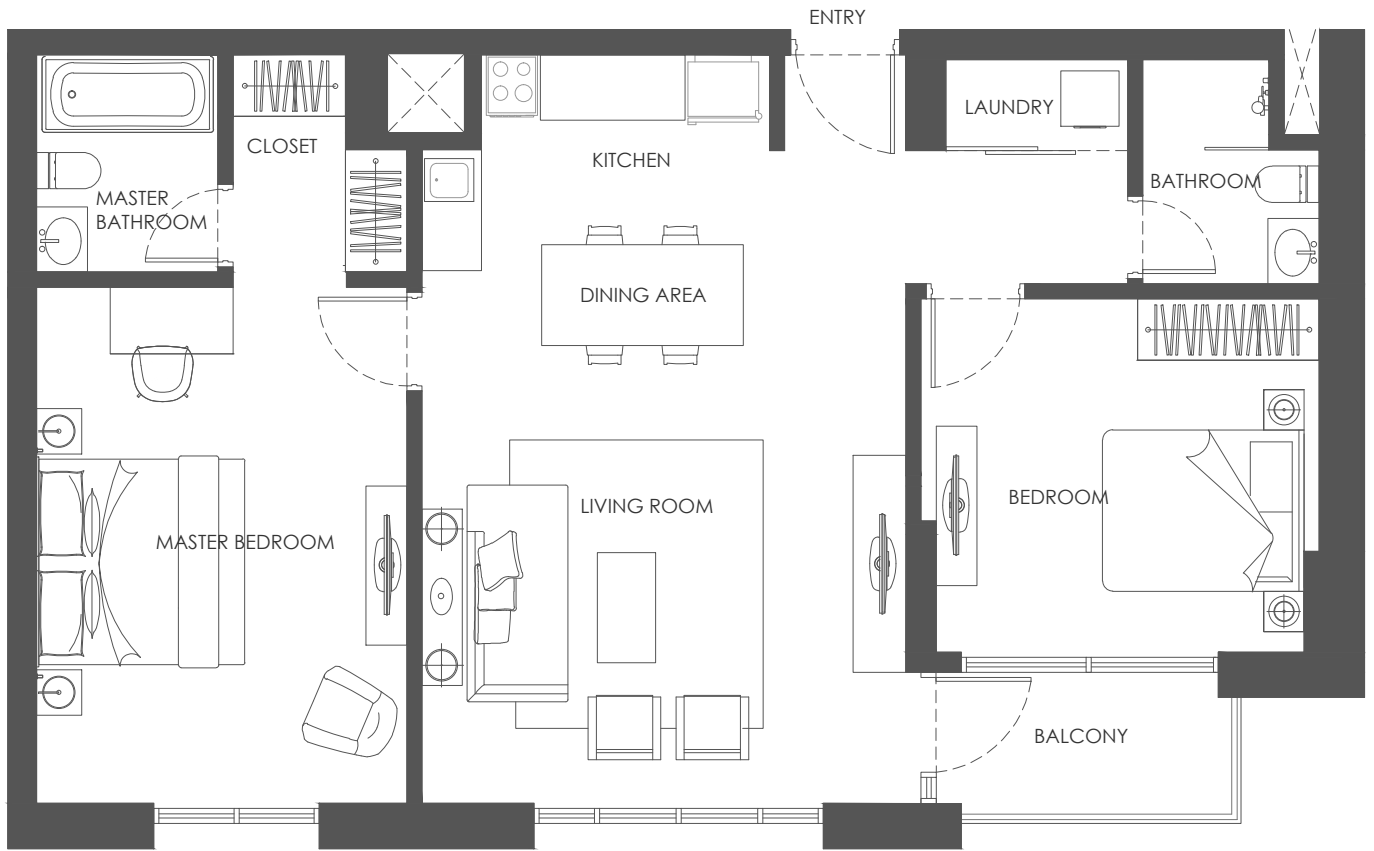 ENTRY
LAUNDRY
CLOSET
KITCHEN
BATHROOM
MASTER
BATHROOM
DINING AREA
BEDROOM
LIVING ROOM
MASTER BEDROOM
BALCONY